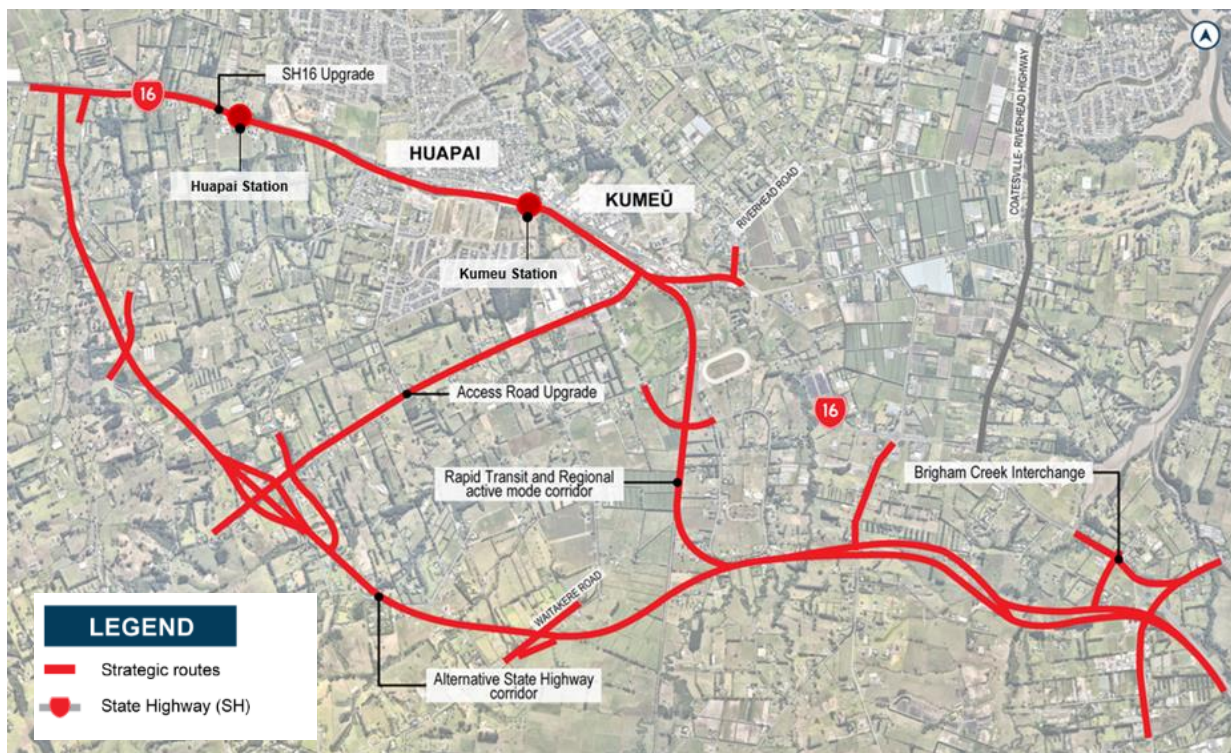 SH16 Upgrade
16
HUAPAI
Huapai Station
KUMEŪ
Kumeu Station
RIVERHEAD ROAD
COATESVILLE- RIVERHEAD HIGHWAY
Access Road Upgrade
16
Rapid Transit and Regional
active mode corridor
Brigham Creek Interchange
WAITAKERE ROAD
Alternative State Highway
corridor
LEGEND
Strategic routes
State Highway (SH)